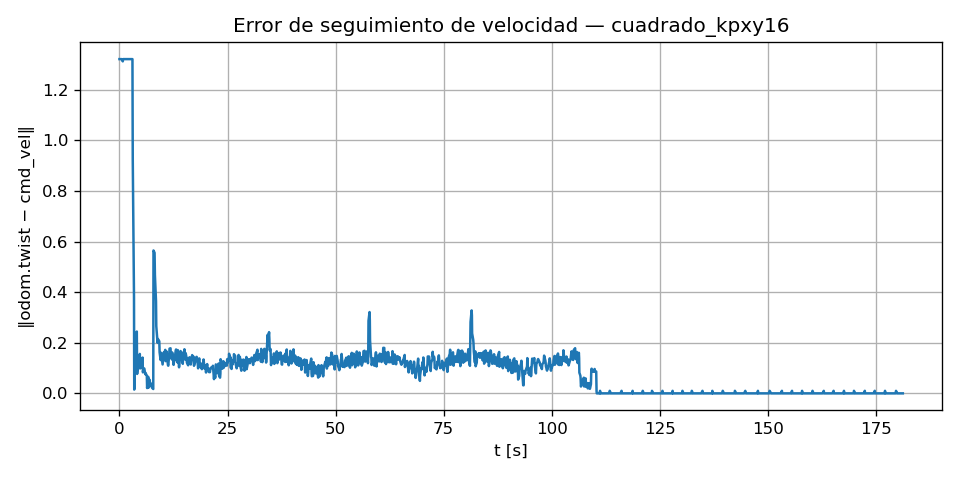 Error de seguimiento de velocidad — cuadrado_kpxy16
‖odom.twist − cmd_vel‖
1.2
1.0
0.8
0.6
0.4
0.2
0.0
0 25 50 75 100 125 150 175
t [s]